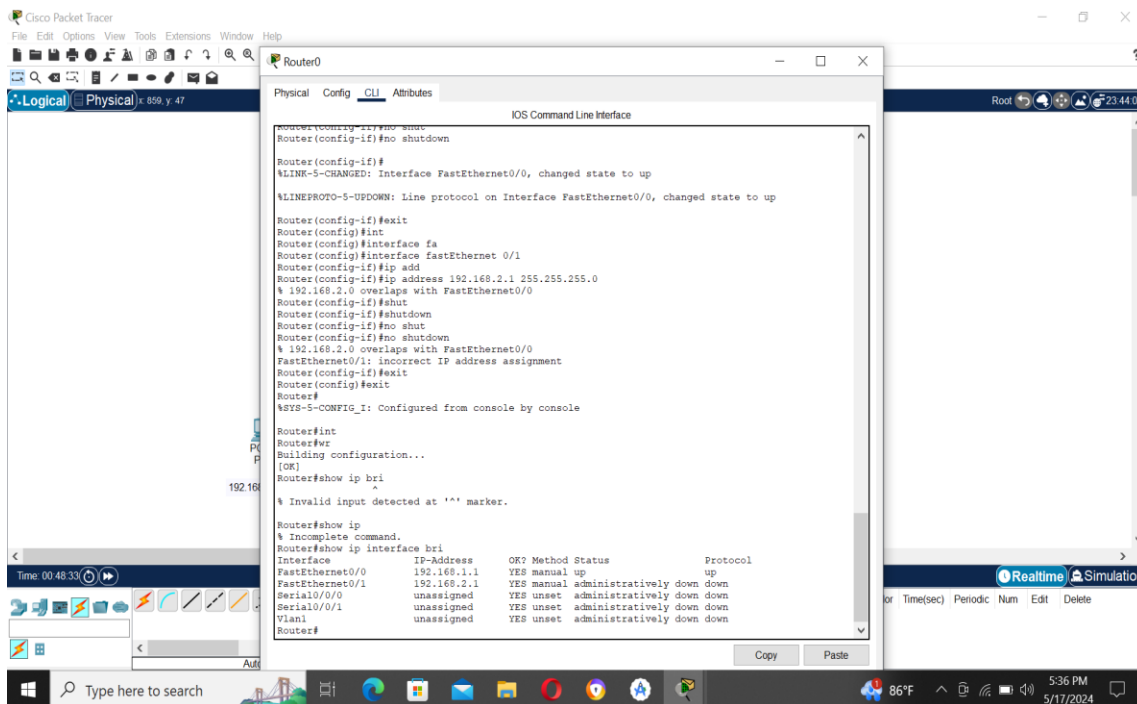 Cisco Packet Tracer
File Edit Options View Tools Extensions Window Help
Logical Physical x: 859, y: 47
Root 23:44:0
Router0
Physical Config CLI Attributes
IOS Command Line Interface
Router(config-if)#no shut
Router(config-if)#no shutdown
Router(config-if)#
%LINK-5-CHANGED: Interface FastEthernet0/0, changed state to up
%LINEPROTO-5-UPDOWN: Line protocol on Interface FastEthernet0/0, changed state to up
Router(config-if)#exit
Router(config)#int
Router(config)#interface fa
Router(config)#interface fastEthernet 0/1
Router(config-if)#ip add
Router(config-if)#ip address 192.168.2.1 255.255.255.0
% 192.168.2.0 overlaps with FastEthernet0/0
Router(config-if)#shut
Router(config-if)#shutdown
Router(config-if)#no shut
Router(config-if)#no shutdown
% 192.168.2.0 overlaps with FastEthernet0/0
FastEthernet0/1: incorrect IP address assignment
Router(config-if)#exit
Router(config)#exit
Router#
%SYS-5-CONFIG_I: Configured from console by console
Router#int
Router#wr
Building configuration...
[OK]
Router#show ip bri
^
% Invalid input detected at '^' marker.
Router#show ip
% Incomplete command.
Router#show ip interface bri
Interface IP-Address OK? Method Status Protocol
FastEthernet0/0 192.168.1.1 YES manual up up
FastEthernet0/1 192.168.2.1 YES manual administratively down down
Serial0/0/0 unassigned YES unset administratively down down
Serial0/0/1 unassigned YES unset administratively down down
Vlan1 unassigned YES unset administratively down down
Router#
Copy Paste
PC
P
192.168
Time: 00:48:33
Realtime Simulatio
or Time(sec) Periodic Num Edit Delete
Auto
Type here to search
86°F
5:36 PM
5/17/2024